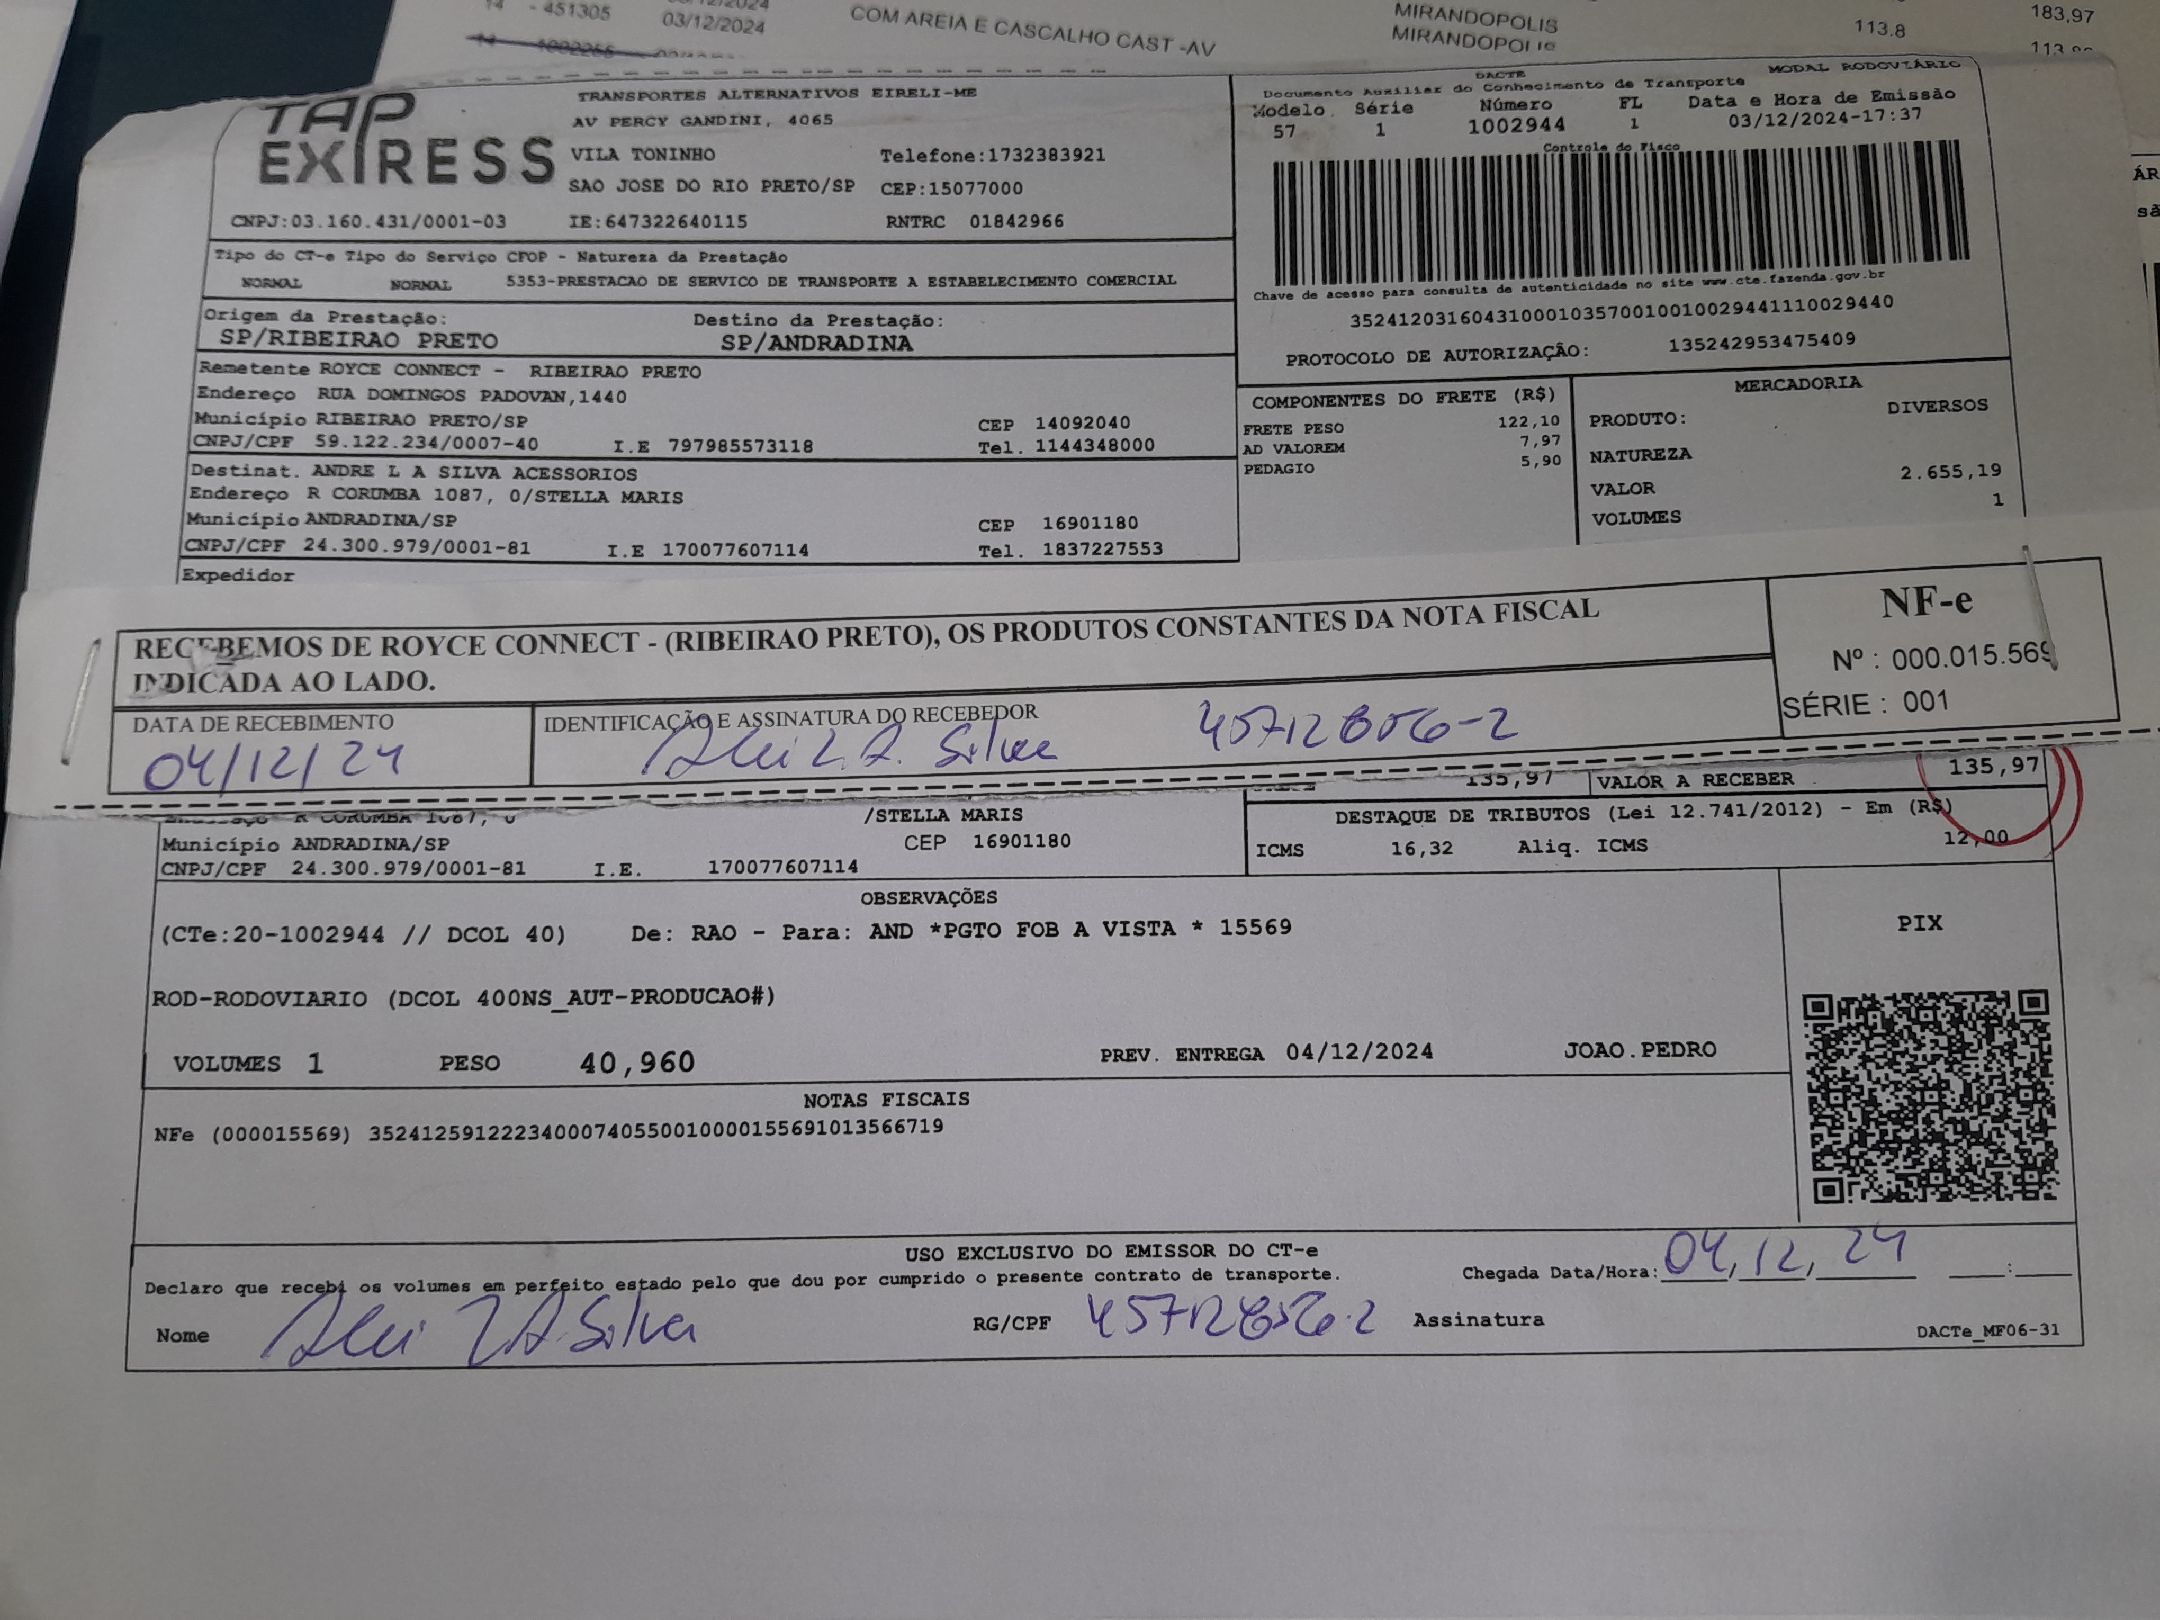 14 - 451305 03/12/2024 COM AREIA E CASCALHO CAST -AV MIRANDOPOLIS 183,97
03/12/2024 MIRANDOPOLIS 113.8
TAP EXPRESS
TRANSPORTES ALTERNATIVOS EIRELI-ME
AV PERCY GANDINI, 4065
VILA TONINHO Telefone:1732383921
SAO JOSE DO RIO PRETO/SP CEP:15077000
CNPJ:03.160.431/0001-03 IE:647322640115 RNTRC 01842966
DACTE MODAL RODOVIÁRIO
Documento Auxiliar do Conhecimento de Transporte
Modelo Série Número FL Data e Hora de Emissão
57 1 1002944 1 03/12/2024-17:37
Controle do Fisco
Chave de acesso para consulta de autenticidade no site www.cte.fazenda.gov.br
35241203160431000103570010010029441110029440
PROTOCOLO DE AUTORIZAÇÃO: 135242953475409
Tipo do CT-e Tipo do Serviço CFOP - Natureza da Prestação
NORMAL NORMAL 5353-PRESTACAO DE SERVICO DE TRANSPORTE A ESTABELECIMENTO COMERCIAL
Origem da Prestação: Destino da Prestação:
SP/RIBEIRAO PRETO SP/ANDRADINA
Remetente ROYCE CONNECT - RIBEIRAO PRETO
Endereço RUA DOMINGOS PADOVAN,1440
Município RIBEIRAO PRETO/SP CEP 14092040
CNPJ/CPF 59.122.234/0007-40 I.E 797985573118 Tel. 1144348000
Destinat. ANDRE L A SILVA ACESSORIOS
Endereço R CORUMBA 1087, 0/STELLA MARIS
Município ANDRADINA/SP CEP 16901180
CNPJ/CPF 24.300.979/0001-81 I.E 170077607114 Tel. 1837227553
Expedidor
COMPONENTES DO FRETE (R$)
FRETE PESO 122,10
AD VALOREM 7,97
PEDAGIO 5,90
MERCADORIA
PRODUTO: DIVERSOS
NATUREZA
VALOR 2.655,19
VOLUMES 1
RECEBEMOS DE ROYCE CONNECT - (RIBEIRAO PRETO), OS PRODUTOS CONSTANTES DA NOTA FISCAL
INDICADA AO LADO.
NF-e
Nº : 000.015.569
SÉRIE : 001
DATA DE RECEBIMENTO IDENTIFICAÇÃO E ASSINATURA DO RECEBEDOR
04/12/24 L. A. Silva
135,97 VALOR A RECEBER 135,97
R CORUMBA 1087, 0 /STELLA MARIS
Município ANDRADINA/SP CEP 16901180
CNPJ/CPF 24.300.979/0001-81 I.E. 170077607114
DESTAQUE DE TRIBUTOS (Lei 12.741/2012) - Em (R$)
ICMS 16,32 Aliq. ICMS 12,00
OBSERVAÇÕES
(CTe:20-1002944 // DCOL 40) De: RAO - Para: AND *PGTO FOB A VISTA * 15569
ROD-RODOVIARIO (DCOL 400NS_AUT-PRODUCAO#)
VOLUMES 1 PESO 40,960 PREV. ENTREGA 04/12/2024 JOAO.PEDRO
PIX
NOTAS FISCAIS
NFe (000015569) 35241259122234000740550010000155691013566719
USO EXCLUSIVO DO EMISSOR DO CT-e
Declaro que recebi os volumes em perfeito estado pelo que dou por cumprido o presente contrato de transporte. Chegada Data/Hora: 04,12,24 :
Nome L A. Silva RG/CPF Assinatura
DACTe_MF06-31